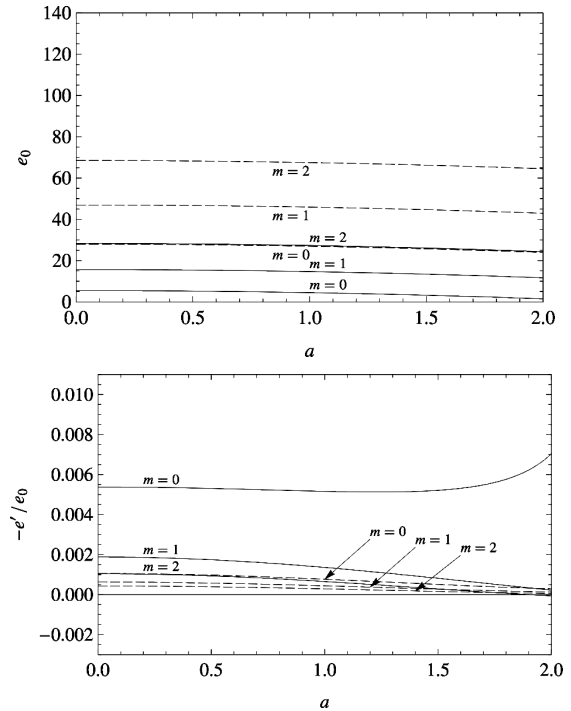 140
120
100
80
e₀
60
m = 2
m = 1
40
m = 2
20
m = 0
m = 1
m = 0
0
0.0 0.5 1.0 1.5 2.0
a
0.010
0.008
0.006
m = 0
−e′/e₀
0.004
m = 0
m = 1
0.002
m = 1
m = 2
m = 2
0.000
−0.002
0.0 0.5 1.0 1.5 2.0
a